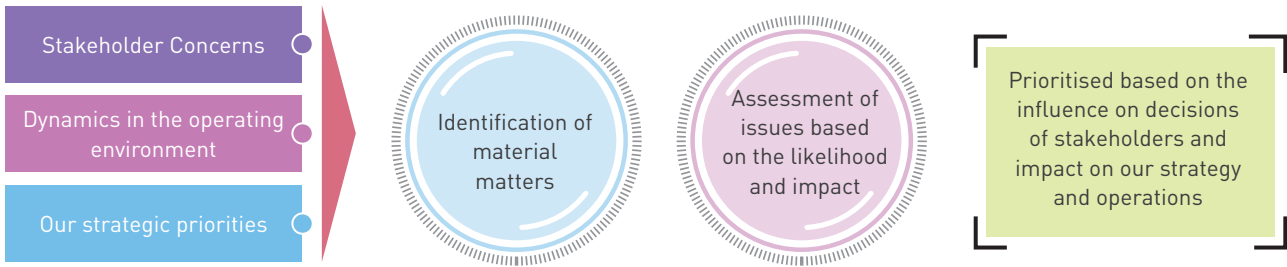 Stakeholder Concerns
Dynamics in the operating
environment
Our strategic priorities
Identification of
material
matters
Assessment of
issues based
on the likelihood
and impact
Prioritised based on the
influence on decisions
of stakeholders and
impact on our strategy
and operations